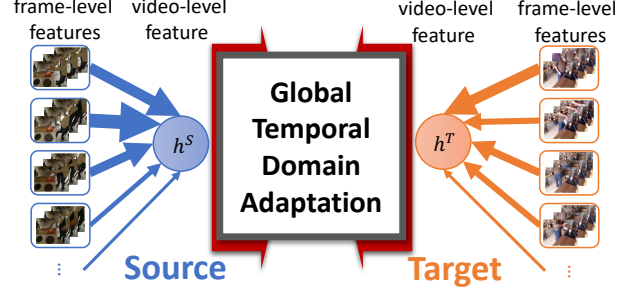 frame-level
features
video-level
feature
video-level
feature
frame-level
features
Global
Temporal
Domain
Adaptation
h^S
h^T
...
...
Source
Target